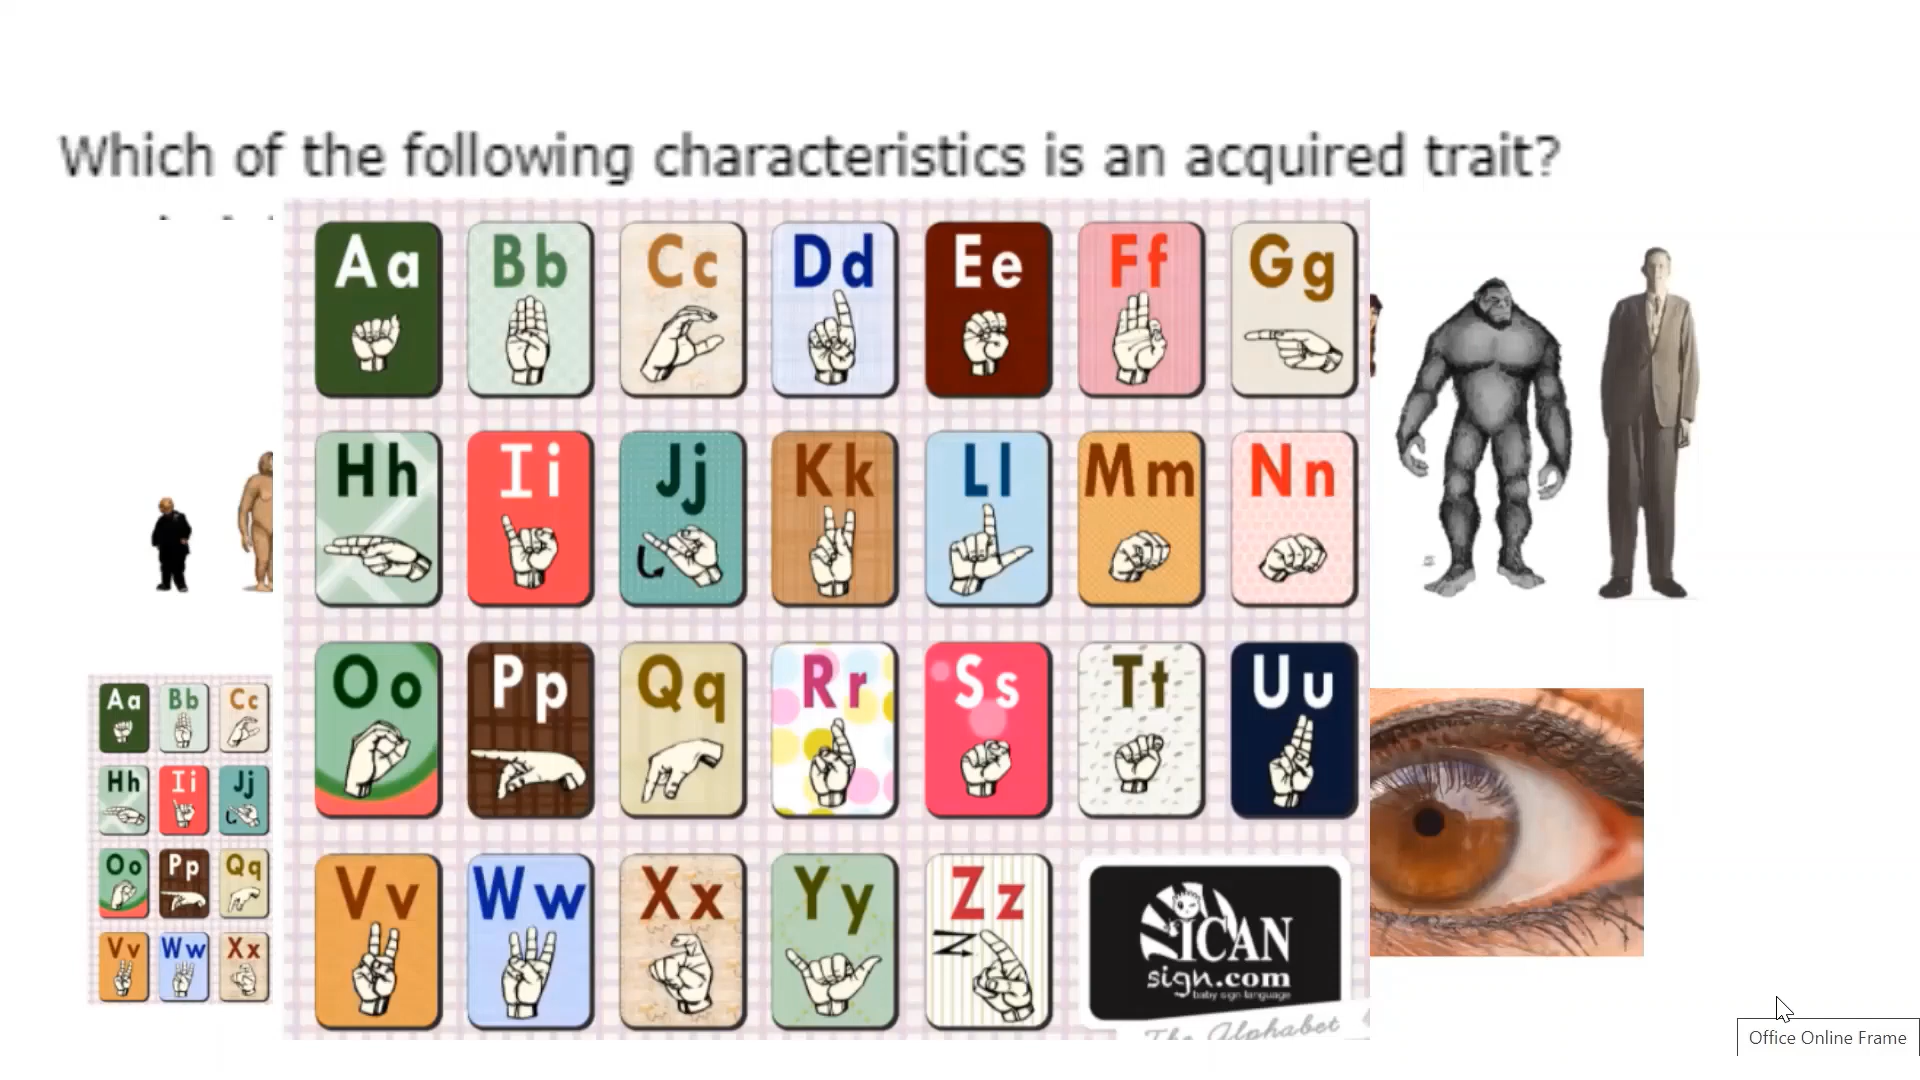 Which of the following characteristics is an acquired trait?
Aa Bb Cc Dd Ee Ff Gg
Hh Ii Jj Kk Ll Mm Nn
Oo Pp Qq Rr Ss Tt Uu
Vv Ww Xx Yy Zz
Z
iCAN
sign.com
baby sign language
The Alphabet
Aa Bb Cc
Hh Ii Jj
Oo Pp Qq
Vv Ww Xx
Office Online Frame